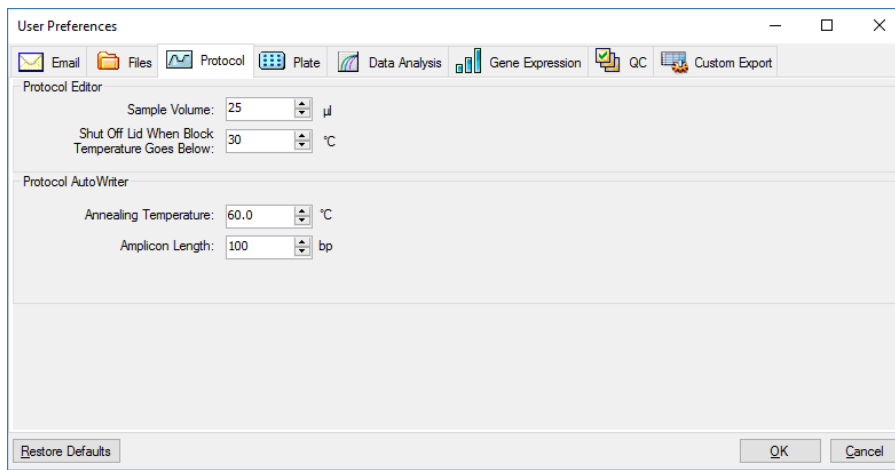 User Preferences
Email Files Protocol Plate Data Analysis Gene Expression QC Custom Export
Protocol Editor
Sample Volume: 25 µl
Shut Off Lid When Block
Temperature Goes Below: 30 °C
Protocol AutoWriter
Annealing Temperature: 60.0 °C
Amplicon Length: 100 bp
Restore Defaults OK Cancel